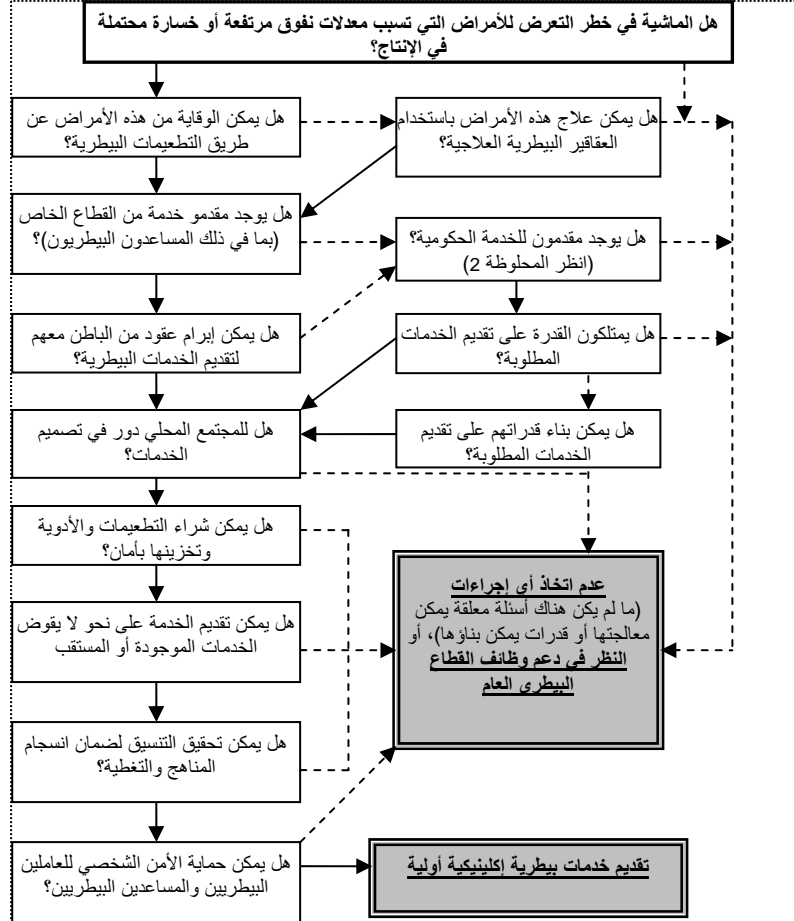 هل الماشية في خطر التعرض للأمراض التي تسبب معدلات نفوق مرتفعة أو خسارة محتملة
في الإنتاج؟
هل يمكن الوقاية من هذه الأمراض عن
طريق التطعيمات البيطرية؟
هل يمكن علاج هذه الأمراض باستخدام
العقاقير البيطرية العلاجية؟
هل يوجد مقدمو خدمة من القطاع الخاص
(بما في ذلك المساعدون البيطريون)؟
هل يوجد مقدمون للخدمة الحكومية؟
(انظر المحلوظة 2)
هل يمكن إبرام عقود من الباطن معهم
لتقديم الخدمات البيطرية؟
هل يمتلكون القدرة على تقديم الخدمات
المطلوبة؟
هل للمجتمع المحلي دور في تصميم
الخدمات؟
هل يمكن بناء قدراتهم على تقديم
الخدمات المطلوبة؟
هل يمكن شراء التطعيمات والأدوية
وتخزينها بأمان؟
عدم اتخاذ أي إجراءات
(ما لم يكن هناك أسئلة معلقة يمكن
معالجتها أو قدرات يمكن بناؤها)، أو
النظر في دعم وظائف القطاع
البيطري العام
هل يمكن تقديم الخدمة على نحو لا يقوض
الخدمات الموجودة أو المستقب
هل يمكن تحقيق التنسيق لضمان انسجام
المناهج والتغطية؟
هل يمكن حماية الأمن الشخصي للعاملين
البيطريين والمساعدين البيطريين؟
تقديم خدمات بيطرية إكلينيكية أولية